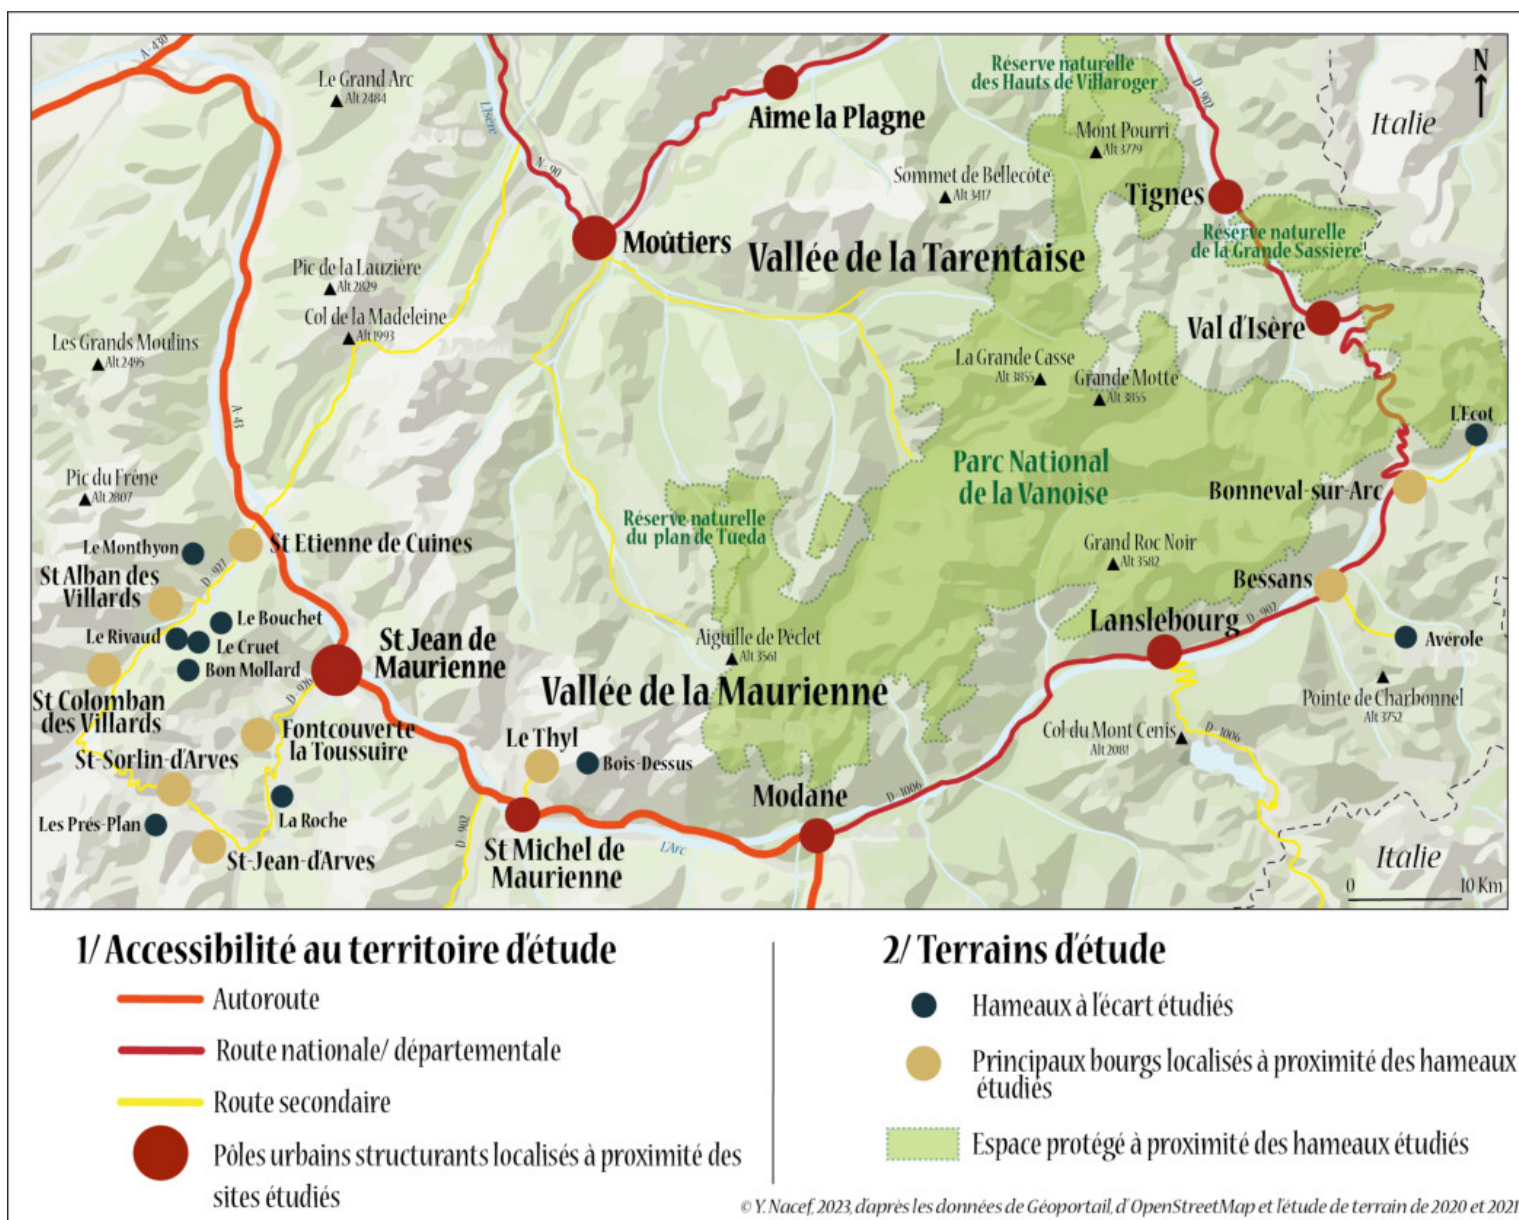 A-430
Le Grand Arc
▲ Alt 2484
L'Isère
N-90
Aime la Plagne
Réserve naturelle
des Hauts de Villaroger
Mont Pourri
▲ Alt 3779
D-902
Italie
N
Sommet de Bellecôte
▲ Alt 3417
Tignes
Moûtiers
Vallée de la Tarentaise
Réserve naturelle
de la Grande Sassière
Pic de la Lauzière
▲ Alt 2829
Col de la Madeleine
▲ Alt 1993
Val d'Isère
Les Grands Moulins
▲ Alt 2495
La Grande Casse
Alt 3855 ▲
Grande Motte
▲ Alt 3855
A-43
L'Ecot
Parc National
de la Vanoise
Pic du Frêne
▲ Alt 2807
Bonneval-sur-Arc
Réserve naturelle
du plan de Tueda
Le Monthyon
St Etienne de Cuines
Grand Roc Noir
▲ Alt 3582
D-927
St Alban des
Villards
Bessans
Le Bouchet
Lanslebourg
D-902
Le Rivaud
Le Cruet
St Jean de
Maurienne
Aiguille de Péclet
▲ Alt 3561
Avérole
Bon Mollard
D-926
Vallée de la Maurienne
Pointe de Charbonnel
Alt 3752
St Colomban
des Villards
Fontcouverte
la Toussuire
Le Thyl
Col du Mont Cenis
Alt 2081
D-1006
St-Sorlin-d'Arves
Bois-Dessus
Modane
D-1006
Les Prés-Plan
La Roche
D-902
St-Jean-d'Arves
St Michel de
Maurienne
L'Arc
Italie
0 10 Km
1/ Accessibilité au territoire d'étude
Autoroute
Route nationale/ départementale
Route secondaire
Pôles urbains structurants localisés à proximité des
sites étudiés
2/ Terrains d'étude
Hameaux à l'écart étudiés
Principaux bourgs localisés à proximité des hameaux
étudiés
Espace protégé à proximité des hameaux étudiés
© Y. Nacef, 2023, d'après les données de Géoportail, d' OpenStreetMap et l'étude de terrain de 2020 et 2021